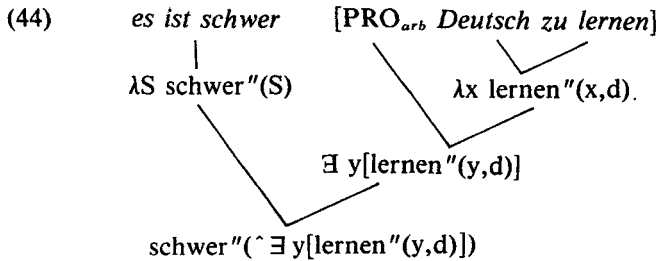 (44) es ist schwer [PRO_arb Deutsch zu lernen]
λS schwer″(S) λx lernen″(x,d).
∃ y[lernen″(y,d)]
schwer″(ˆ∃ y[lernen″(y,d)])